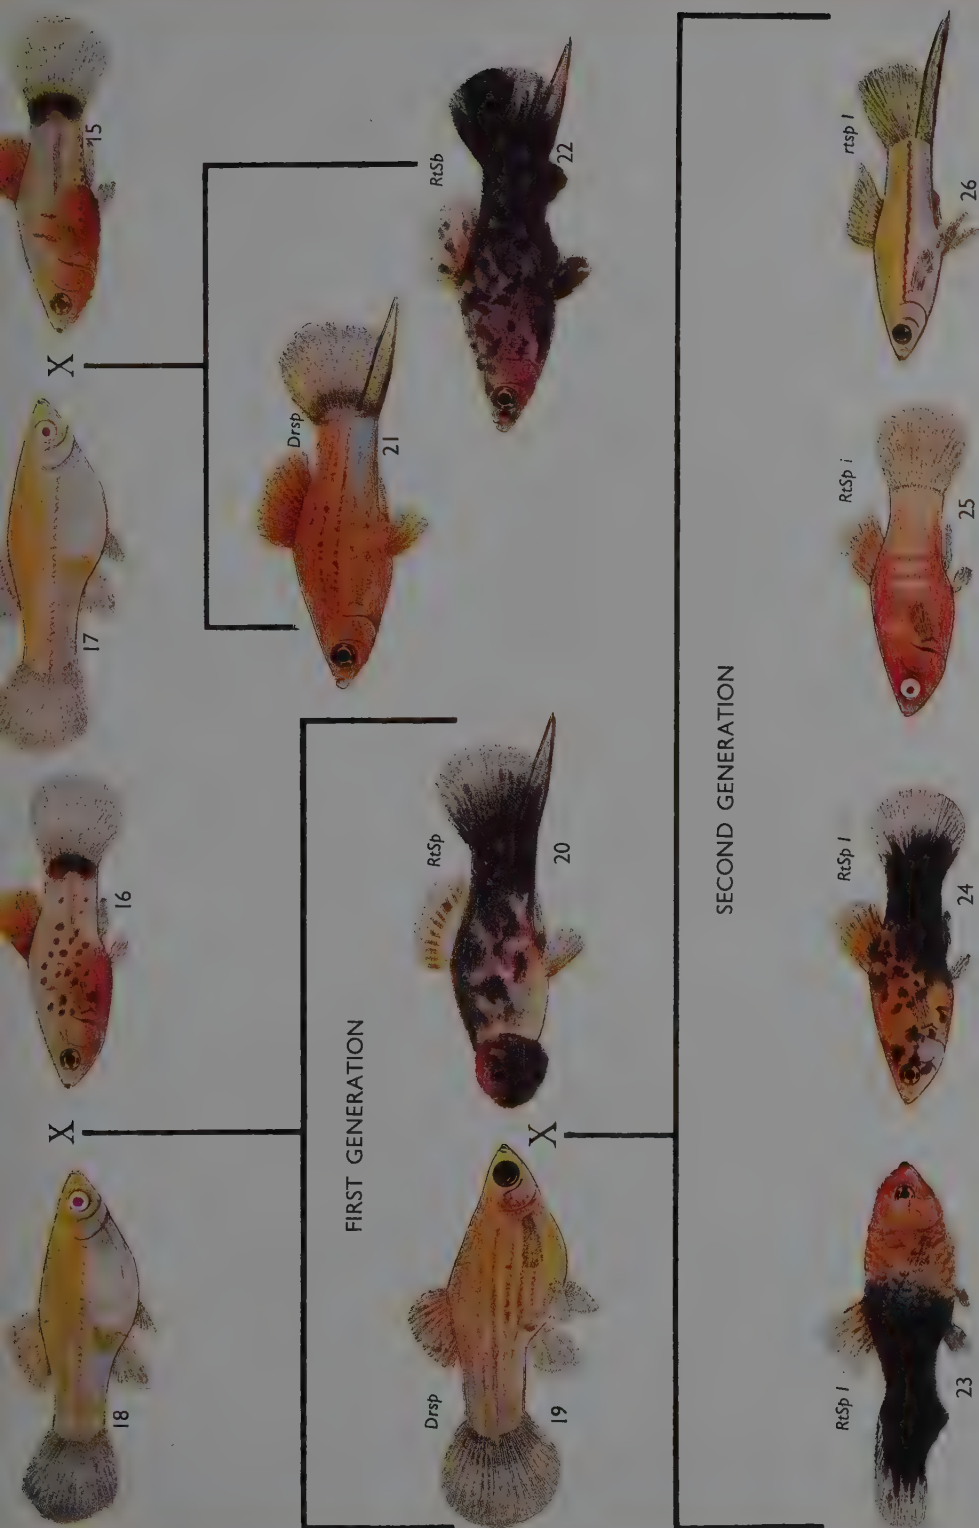 18
X
16
17
X
15
FIRST GENERATION
Drsp
21
RtSb
22
Drsp
19
X
RtSp
20
SECOND GENERATION
RtSp I
23
RtSp I
24
RtSp i
25
rtsp I
26